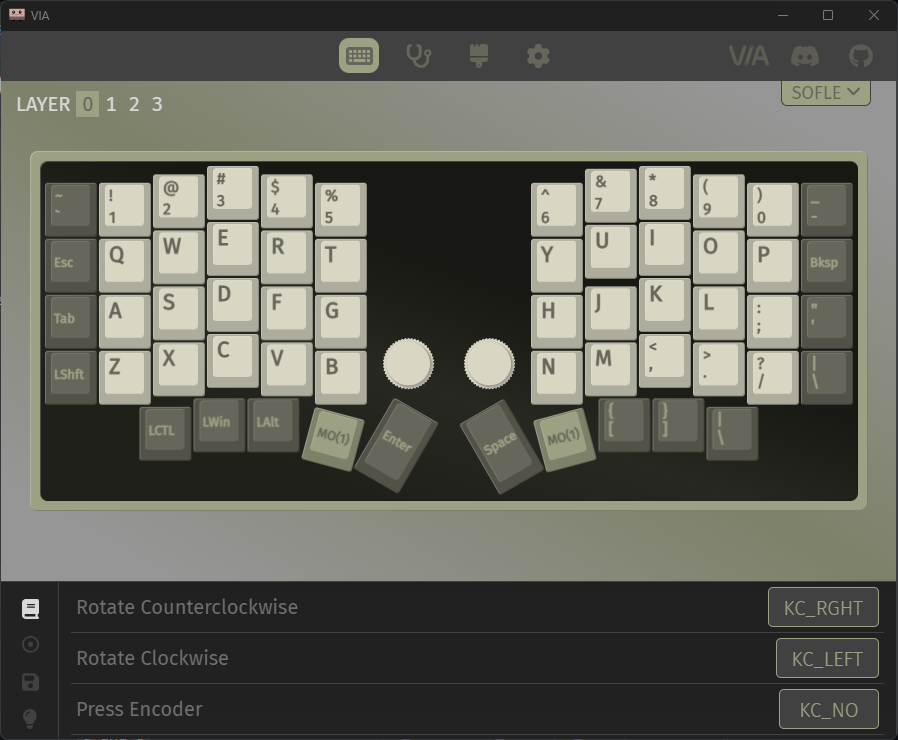 VIA
VIA
SOFLE
LAYER 0 1 2 3
~ ` ! 1 @ 2 # 3 $ 4 % 5 ^ 6 & 7 * 8 ( 9 ) 0 _ -
Esc Q W E R T Y U I O P Bksp
Tab A S D F G H J K L : ; " '
LShft Z X C V B N M < , > . ? / | \
LCTL LWin LAlt MO(1) Enter Space MO(1) { [ } ] | \
Rotate Counterclockwise KC_RGHT
Rotate Clockwise KC_LEFT
Press Encoder KC_NO